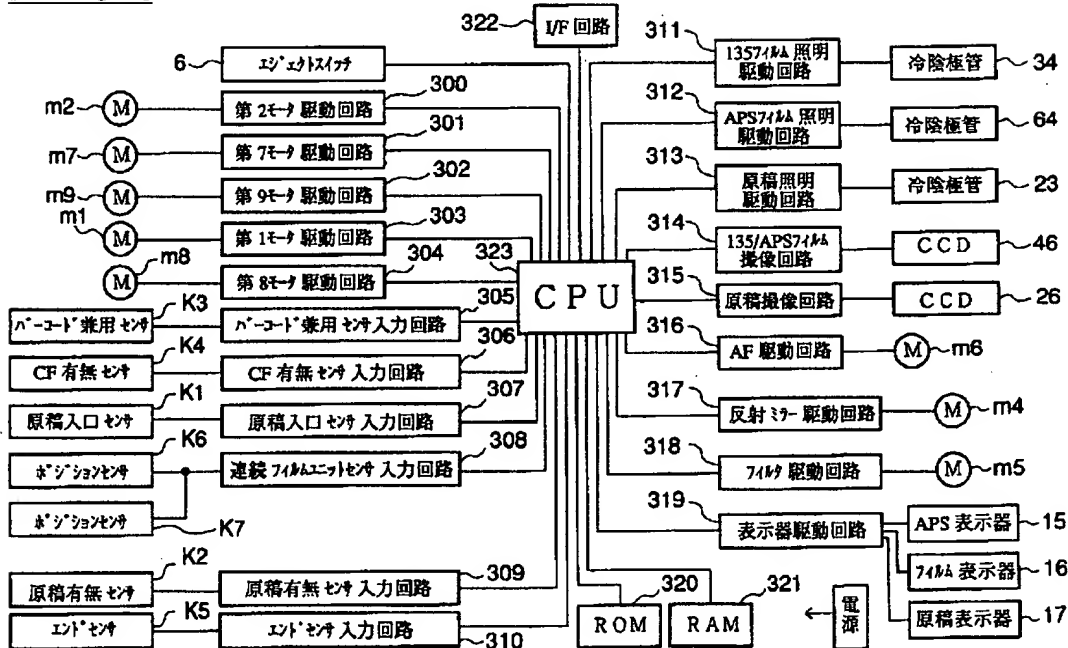 322
I/F 回路
6
エジェクトスイッチ
m2
M
第2モータ 駆動回路
300
m7
M
第7モータ 駆動回路
301
m9
M
第9モータ 駆動回路
302
m1
M
第1モータ 駆動回路
303
m8
M
第8モータ 駆動回路
304
323
CPU
K3
バーコード兼用 センサ
バーコード兼用 センサ入力回路
305
K4
CF 有無 センサ
CF 有無 センサ 入力回路
306
K1
原稿入口 センサ
原稿入口 センサ 入力回路
307
K6
ポジションセンサ
連続 フィルムユニットセンサ 入力回路
308
ポジションセンサ
K7
K2
原稿有無 センサ
原稿有無 センサ 入力回路
309
K5
エンドセンサ
エンドセンサ 入力回路
310
311
135フィルム 照明
駆動回路
冷陰極管
34
312
APSフィルム 照明
駆動回路
冷陰極管
64
313
原稿照明
駆動回路
冷陰極管
23
314
135/APSフィルム
撮像回路
CCD
46
315
原稿撮像回路
CCD
26
316
AF 駆動回路
M
m6
317
反射 ミラー 駆動回路
M
m4
318
フィルタ 駆動回路
M
m5
319
表示器駆動回路
APS 表示器
15
フィルム 表示器
16
原稿表示器
17
320
ROM
321
RAM
電源